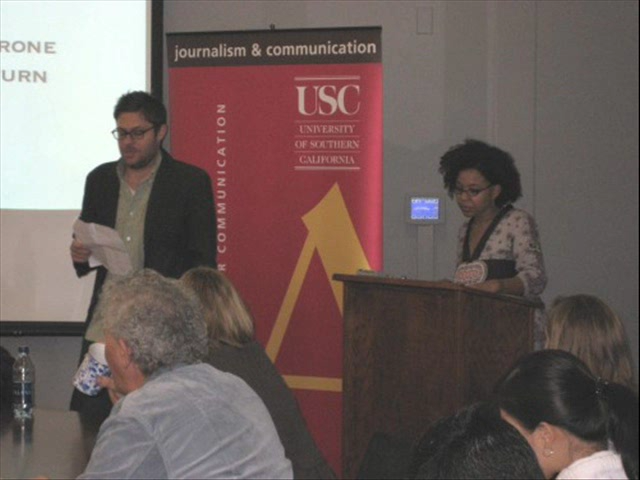 RONE
URN
journalism & communication
USC
UNIVERSITY
OF SOUTHERN
CALIFORNIA
R COMMUNICATION